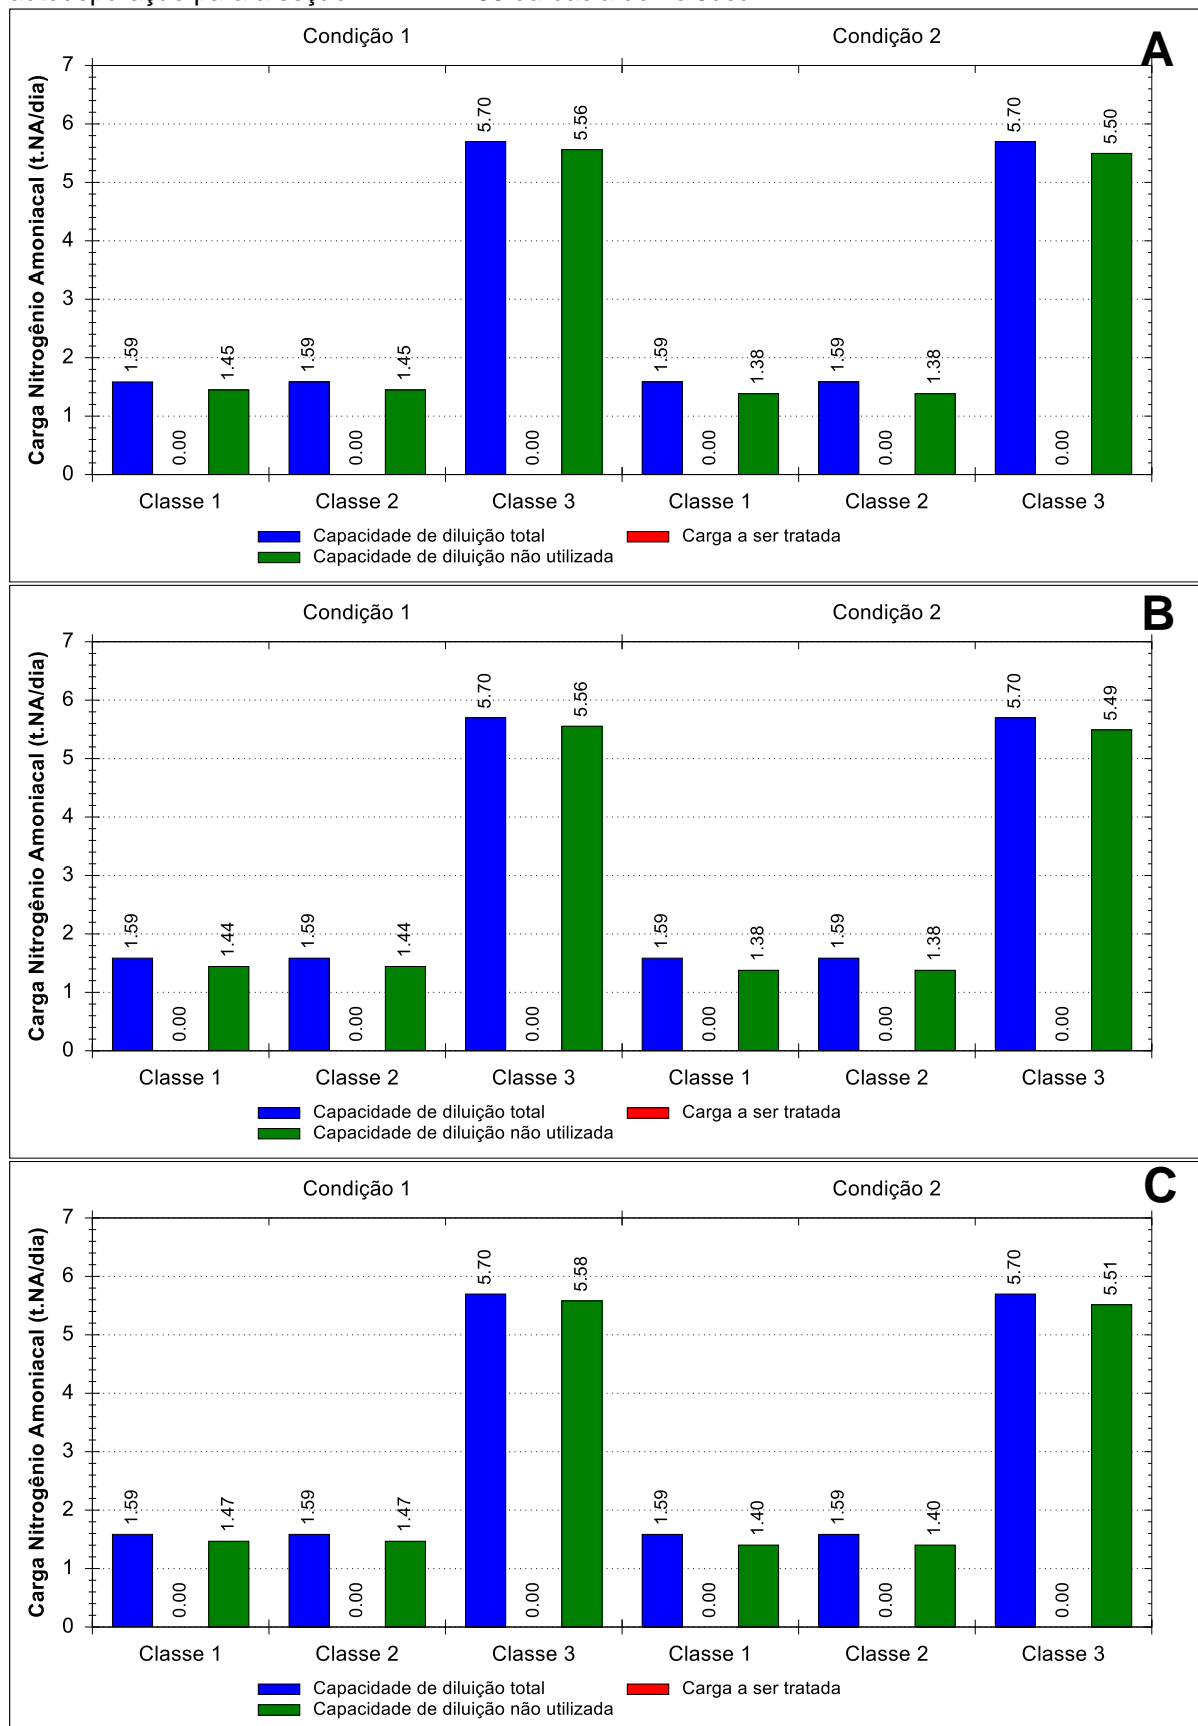 Condição 1 Condição 2 A
Carga Nitrogênio Amoniacal (t.NA/dia)
7
6
5
4
3
2
1
0
1.59 0.00 1.45 1.59 0.00 1.45 5.70 0.00 5.56 1.59 0.00 1.38 1.59 0.00 1.38 5.70 0.00 5.50
Classe 1 Classe 2 Classe 3 Classe 1 Classe 2 Classe 3
Capacidade de diluição total Carga a ser tratada
Capacidade de diluição não utilizada
Condição 1 Condição 2 B
Carga Nitrogênio Amoniacal (t.NA/dia)
7
6
5
4
3
2
1
0
1.59 0.00 1.44 1.59 0.00 1.44 5.70 0.00 5.56 1.59 0.00 1.38 1.59 0.00 1.38 5.70 0.00 5.49
Classe 1 Classe 2 Classe 3 Classe 1 Classe 2 Classe 3
Capacidade de diluição total Carga a ser tratada
Capacidade de diluição não utilizada
Condição 1 Condição 2 C
Carga Nitrogênio Amoniacal (t.NA/dia)
7
6
5
4
3
2
1
0
1.59 0.00 1.47 1.59 0.00 1.47 5.70 0.00 5.58 1.59 0.00 1.40 1.59 0.00 1.40 5.70 0.00 5.51
Classe 1 Classe 2 Classe 3 Classe 1 Classe 2 Classe 3
Capacidade de diluição total Carga a ser tratada
Capacidade de diluição não utilizada